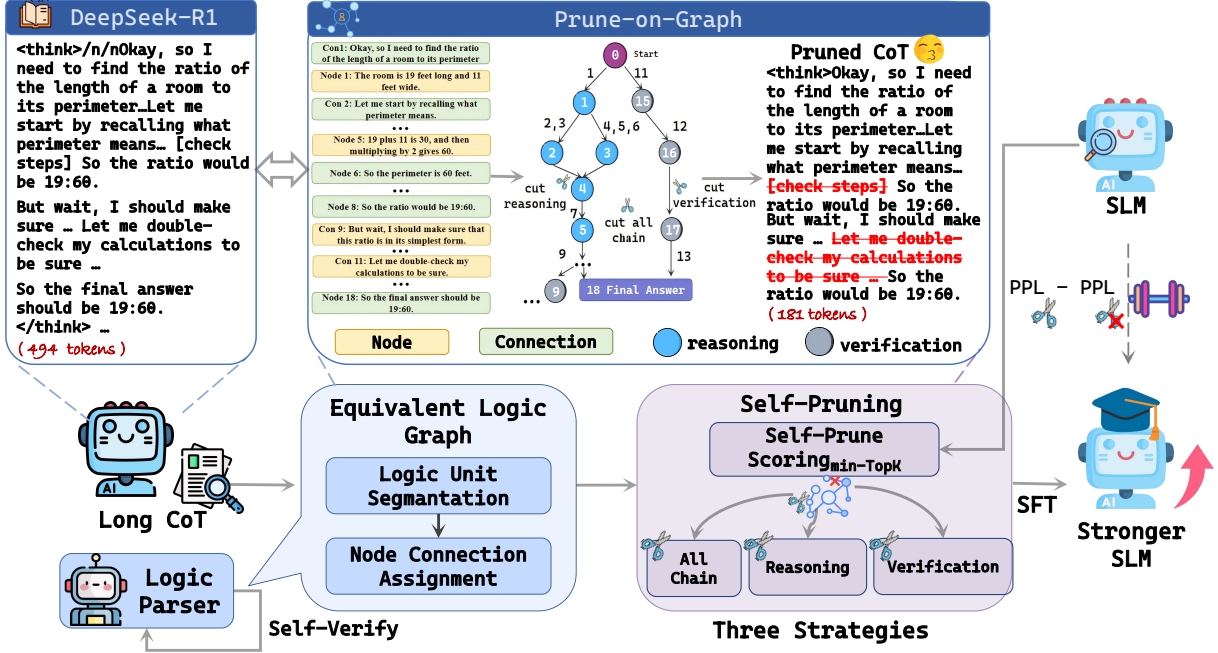 DeepSeek-R1
<think>/n/nOkay, so I
need to find the ratio of
the length of a room to
its perimeter…Let me
start by recalling what
perimeter means… [check
steps] So the ratio would
be 19:60.
But wait, I should make
sure … Let me double-
check my calculations to
be sure …
So the final answer
should be 19:60.
</think> …
(494 tokens)
Prune-on-Graph
Con1: Okay, so I need to find the ratio
of the length of a room to its perimeter
Node 1: The room is 19 feet long and 11
feet wide.
Con 2: Let me start by recalling what
perimeter means.
...
Node 5: 19 plus 11 is 30, and then
multiplying by 2 gives 60.
Node 6: So the perimeter is 60 feet.
...
Node 8: So the ratio would be 19:60.
Con 9: But wait, I should make sure that
this ratio is in its simplest form.
...
Con 11: Let me double-check my
calculations to be sure.
...
Node 18: So the final answer should be
19:60.
0
Start
1
11
1
15
2,3
4,5,6
12
2
3
16
cut
reasoning
4
cut
verification
7
cut all
chain
5
17
9
...
13
...
9
18 Final Answer
Pruned CoT
<think>Okay, so I need
to find the ratio of
the length of a room
to its perimeter…Let
me start by recalling
what perimeter means…
[check steps] So the
ratio would be 19:60.
But wait, I should make
sure … Let me double-
check my calculations
to be sure … So the
ratio would be 19:60.
(181 tokens)
Node
Connection
reasoning
verification
AI
SLM
PPL - PPL
AI
Long CoT
Equivalent Logic
Graph
Logic Unit
Segmantation
Node Connection
Assignment
Logic
Parser
Self-Verify
Self-Pruning
Self-Prune
Scoring min-TopK
All
Chain
Reasoning
Verification
Three Strategies
SFT
AI
Stronger
SLM